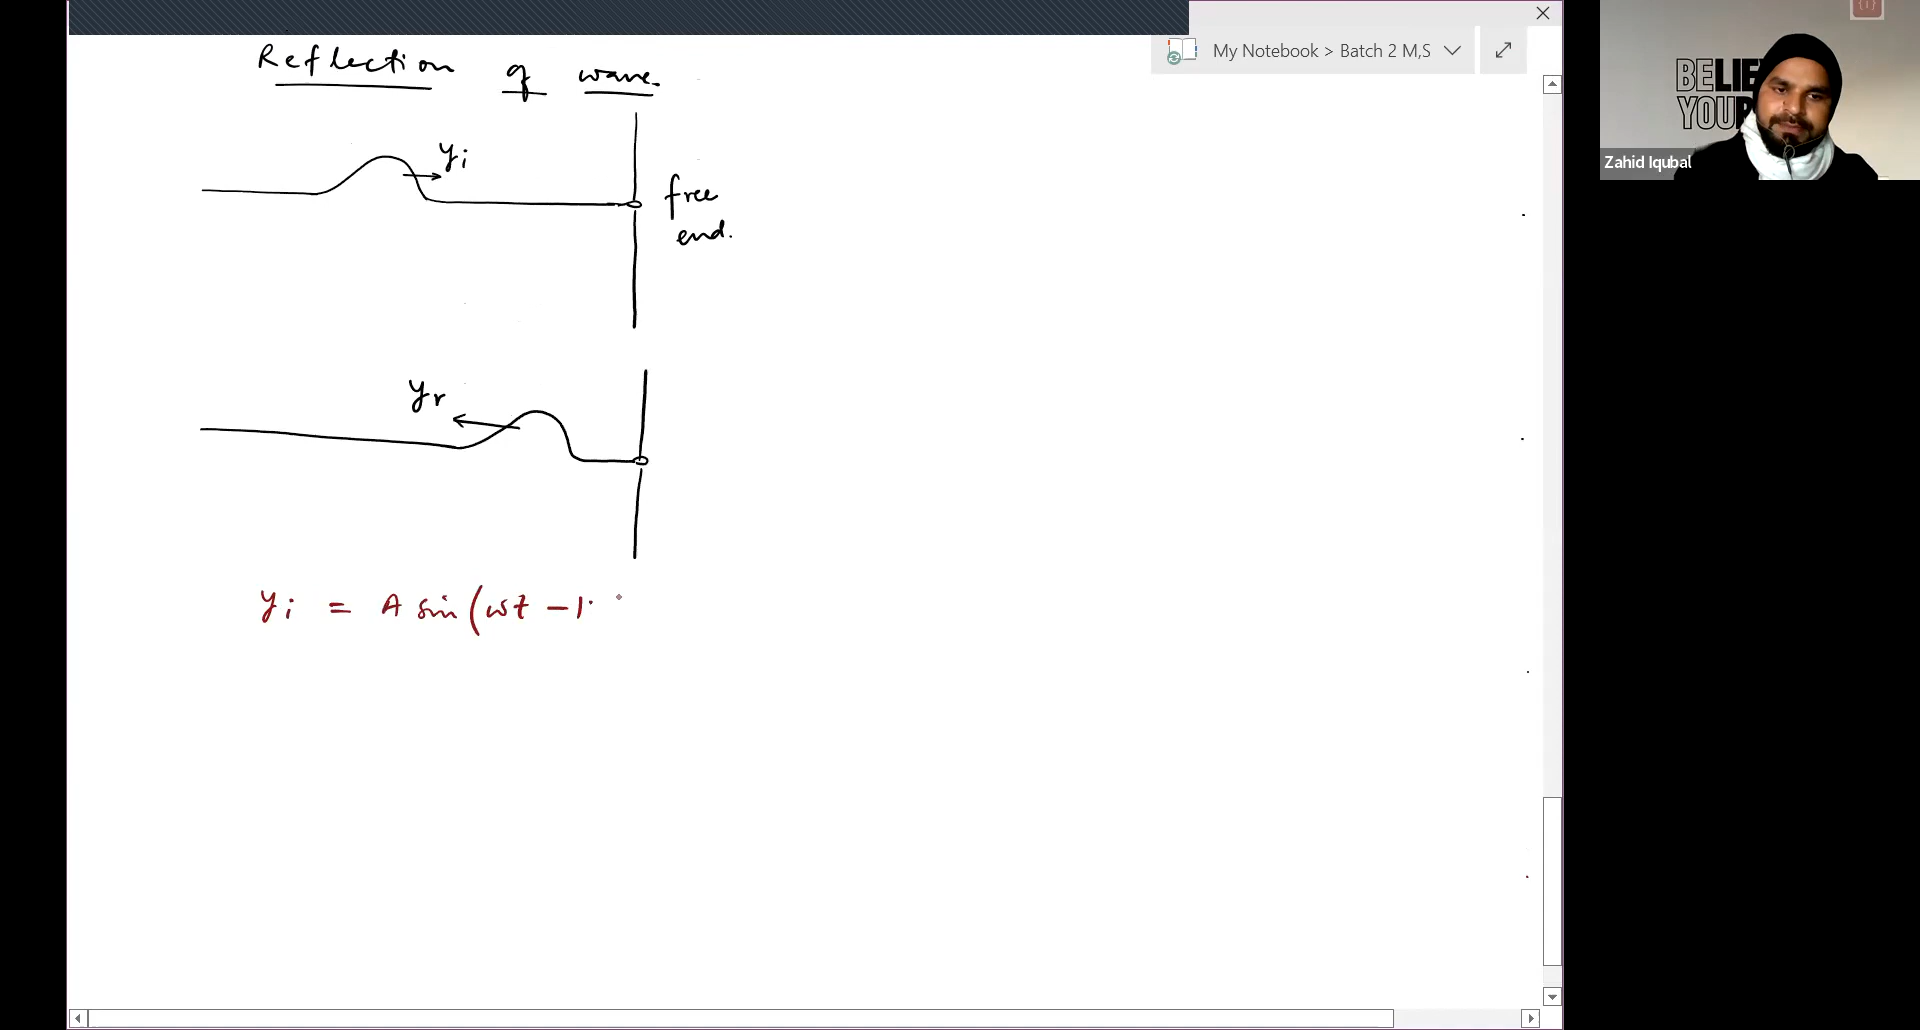 My Notebook > Batch 2 M,S
Reflection of wave.
yi
free
end.
yr
yi = A sin(ωt -
BELIE
YOUR
Zahid Iqubal